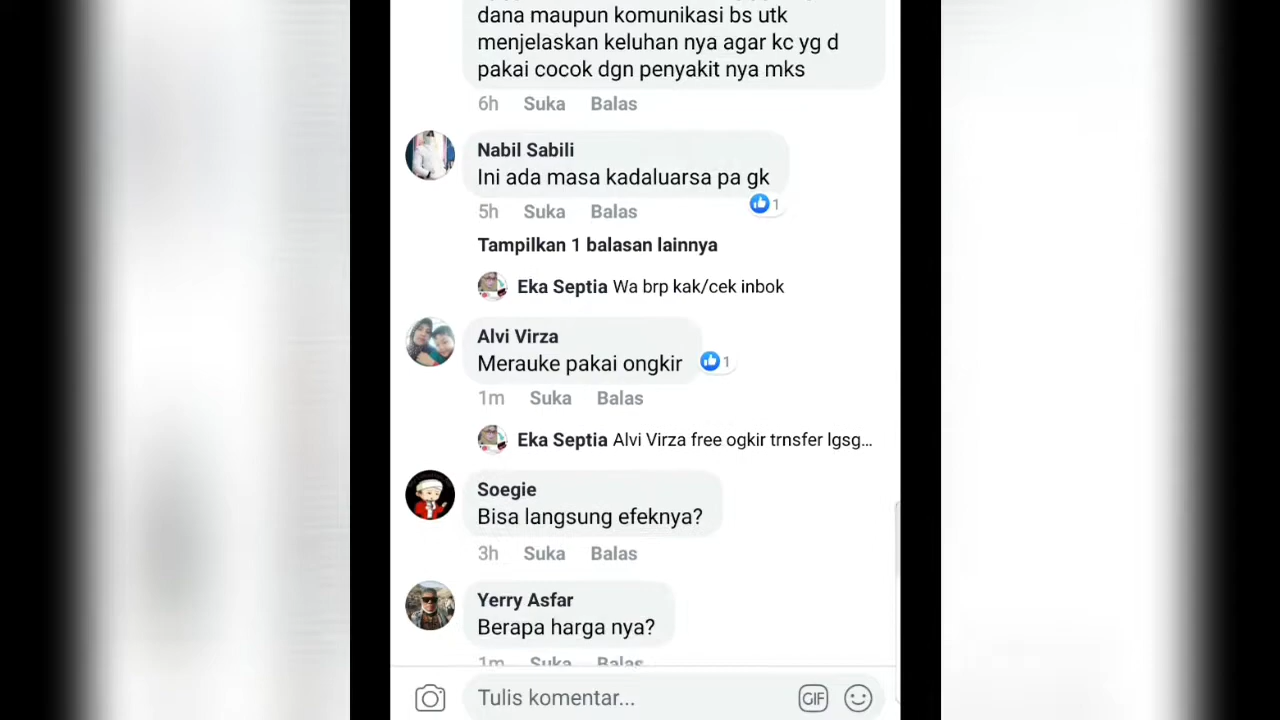 dana maupun komunikasi bs utk
menjelaskan keluhan nya agar kc yg d
pakai cocok dgn penyakit nya mks
6h Suka Balas
Nabil Sabili
Ini ada masa kadaluarsa pa gk
1
5h Suka Balas
Tampilkan 1 balasan lainnya
Eka Septia Wa brp kak/cek inbok
Alvi Virza
Merauke pakai ongkir
1
1m Suka Balas
Eka Septia Alvi Virza free ogkir trnsfer lgsg...
Soegie
Bisa langsung efeknya?
3h Suka Balas
Yerry Asfar
Berapa harga nya?
1m Suka Balas
Tulis komentar...
GIF